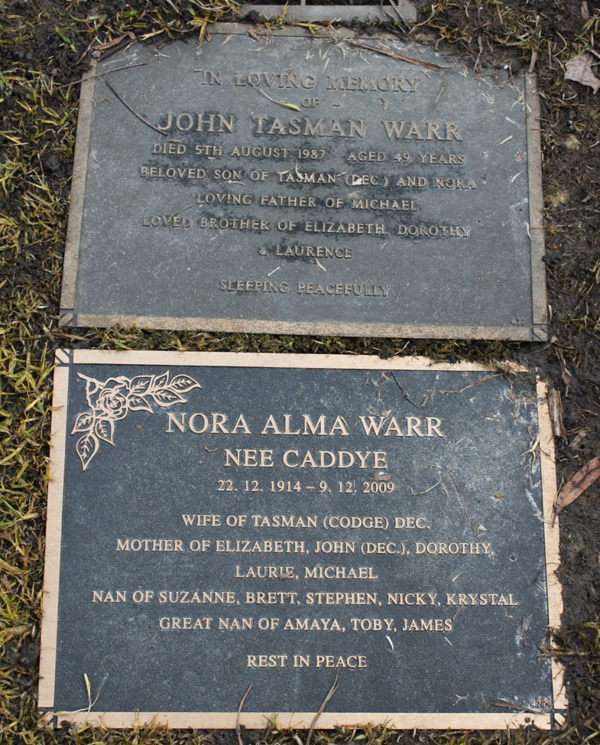 IN LOVING MEMORY
OF
JOHN TASMAN WARR
DIED 5TH AUGUST 1987 AGED 49 YEARS
BELOVED SON OF TASMAN (DEC.) AND NORA
LOVING FATHER OF MICHAEL
LOVED BROTHER OF ELIZABETH, DOROTHY
& LAURENCE
SLEEPING PEACEFULLY
NORA ALMA WARR
NEE CADDYE
22. 12. 1914 – 9. 12. 2009
WIFE OF TASMAN (CODGE) DEC.
MOTHER OF ELIZABETH, JOHN (DEC.), DOROTHY,
LAURIE, MICHAEL
NAN OF SUZANNE, BRETT, STEPHEN, NICKY, KRYSTAL
GREAT NAN OF AMAYA, TOBY, JAMES
REST IN PEACE